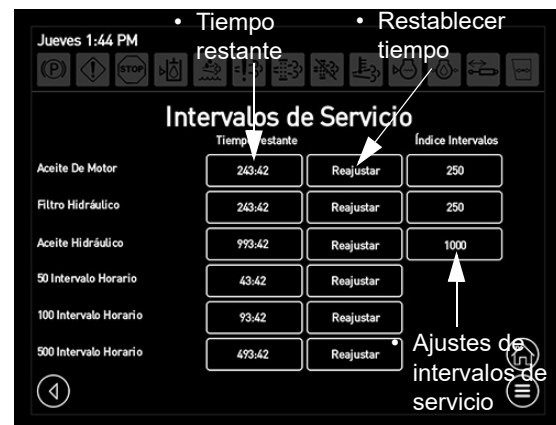 • Tiempo restante
• Restablecer tiempo
Jueves 1:44 PM
(P) STOP
Intervalos de Servicio
Tiempo restante Índice Intervalos
Aceite De Motor 243:42 Reajustar 250
Filtro Hidráulico 243:42 Reajustar 250
Aceite Hidráulico 993:42 Reajustar 1000
50 Intervalo Horario 43:42 Reajustar
100 Intervalo Horario 93:42 Reajustar
500 Intervalo Horario 493:42 Reajustar
• Ajustes de
intervalos de
servicio